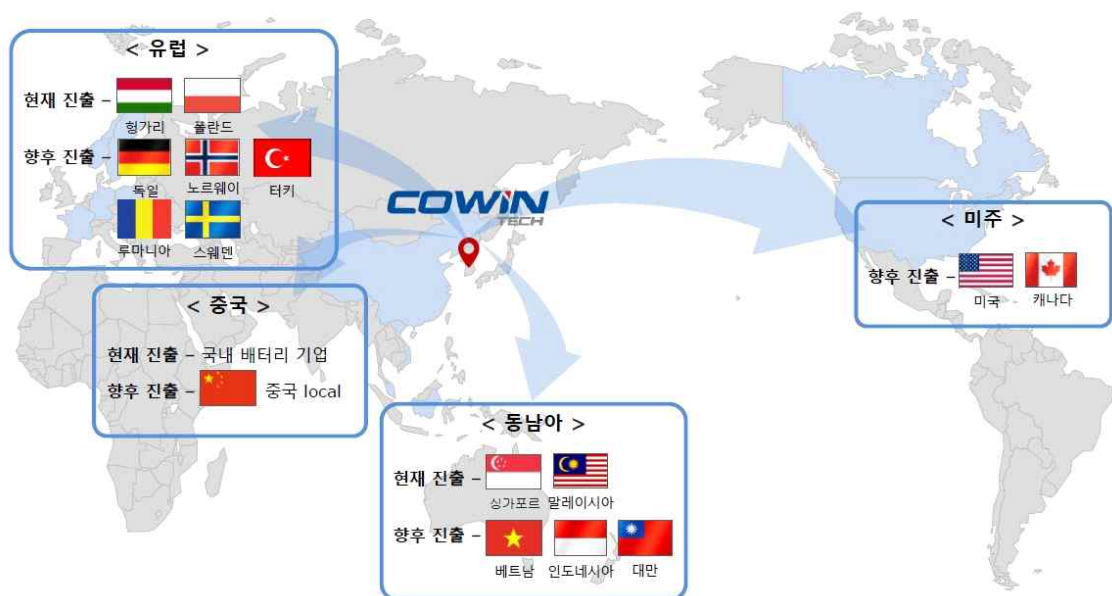 < 유럽 >
현재 진출 –
헝가리 폴란드
향후 진출 –
독일 노르웨이 터키
루마니아 스웨덴
COWIN
TECH
< 미주 >
향후 진출 –
미국 캐나다
< 중국 >
현재 진출 – 국내 배터리 기업
향후 진출 – 중국 local
< 동남아 >
현재 진출 –
싱가포르 말레이시아
향후 진출 –
베트남 인도네시아 대만